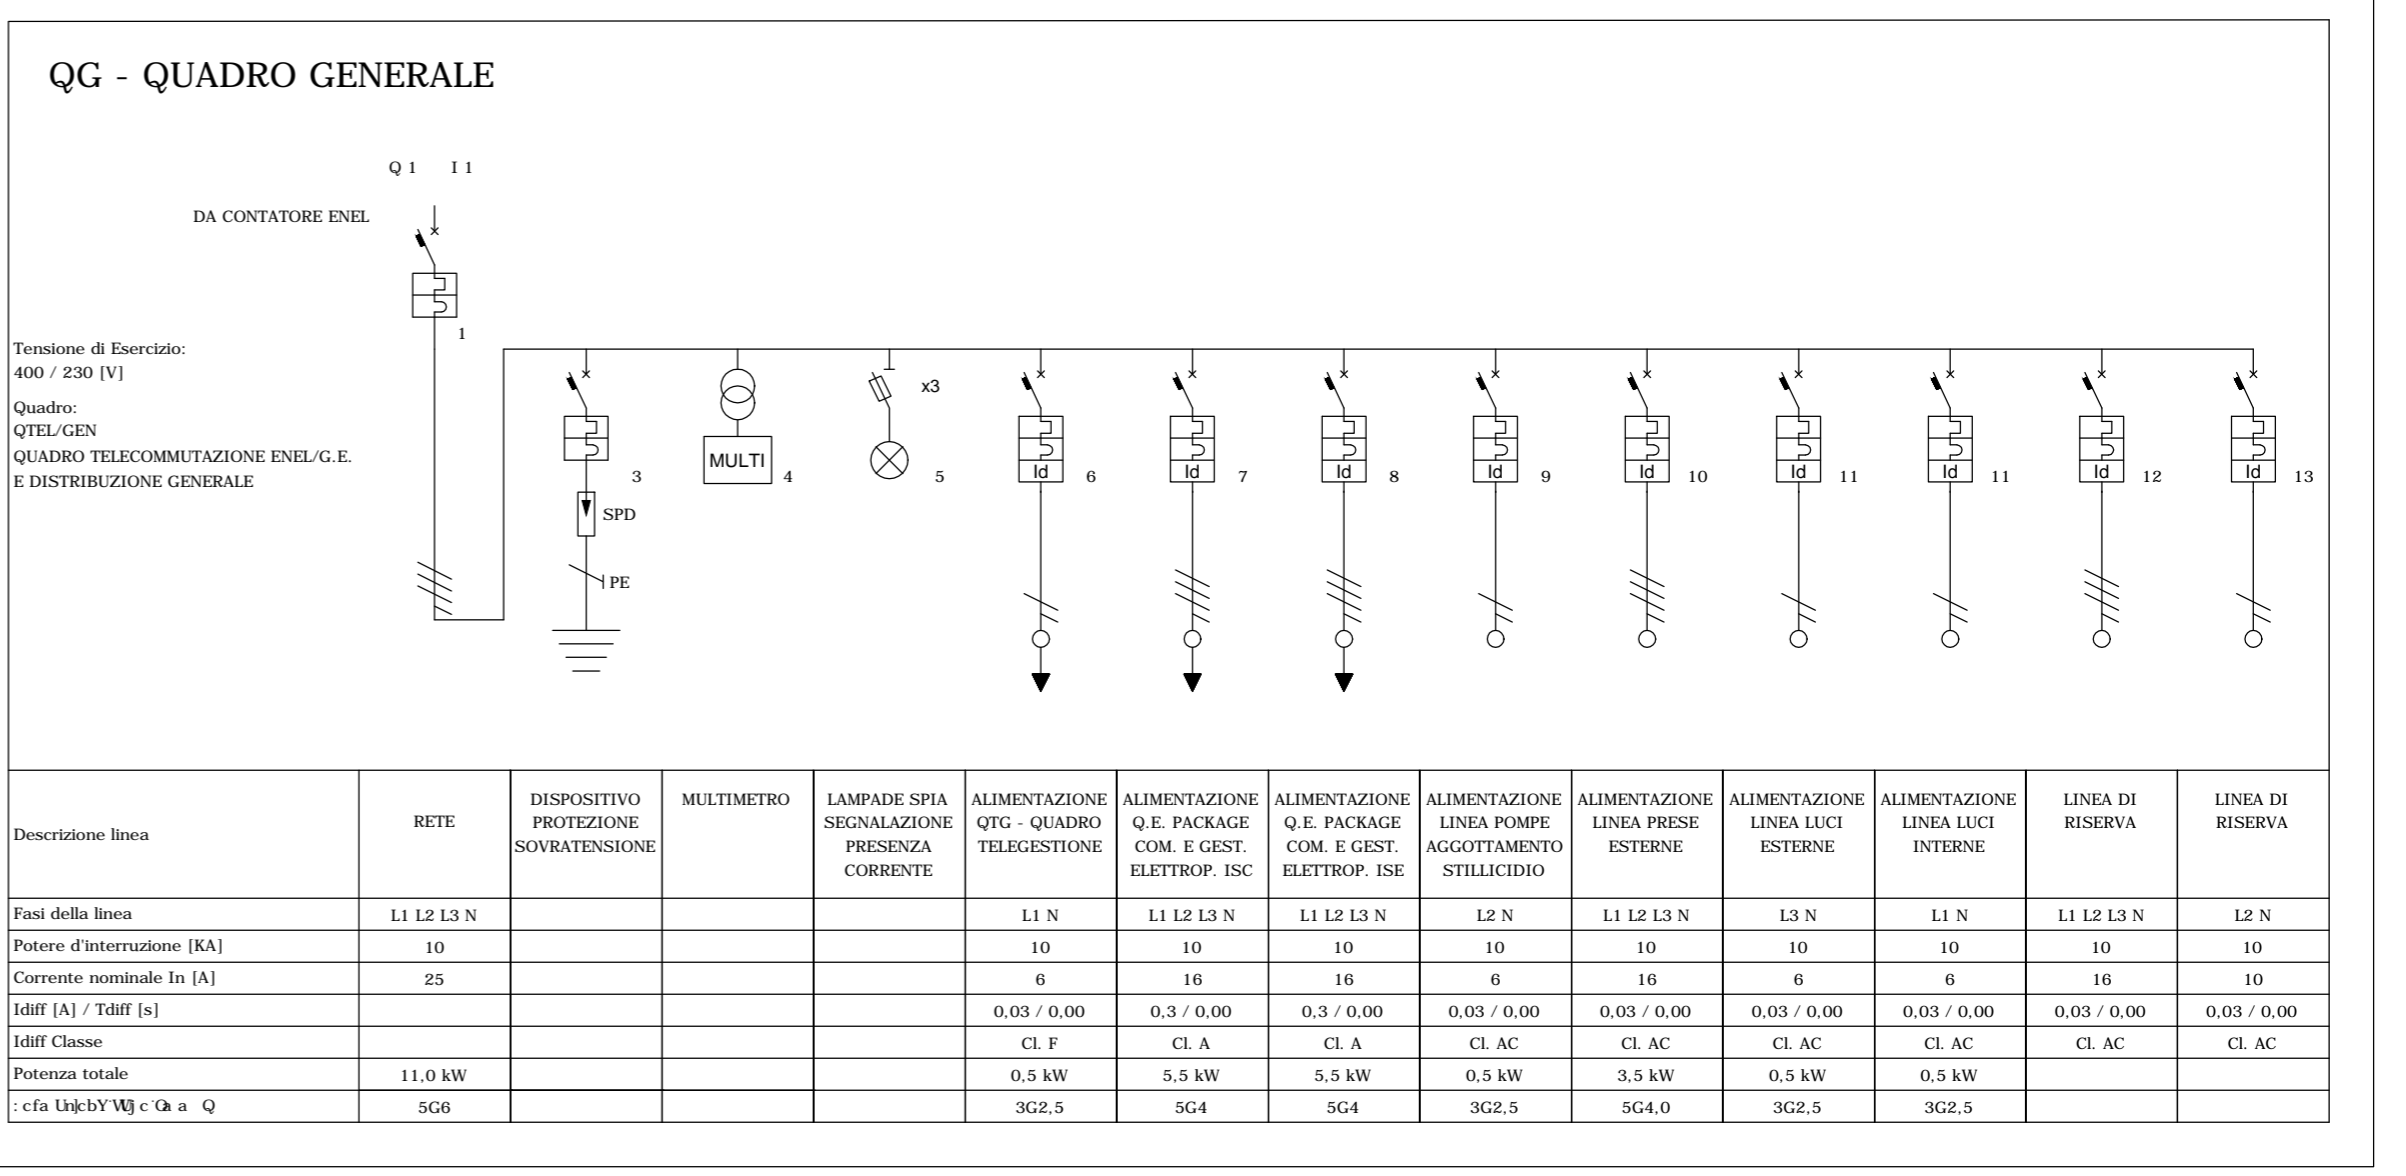 QG - QUADRO GENERALE
Q 1 I 1
DA CONTATORE ENEL
1
Tensione di Esercizio:
400 / 230 [V]
Quadro:
QTEL/GEN
QUADRO TELECOMMUTAZIONE ENEL/G.E.
E DISTRIBUZIONE GENERALE
x3
MULTI
Id Id Id Id Id Id Id Id Id
3 4 5 6 7 8 9 10 11 11 12 13
SPD
PE
Descrizione linea
RETE
DISPOSITIVO
PROTEZIONE
SOVRATENSIONE
MULTIMETRO
LAMPADE SPIA
SEGNALAZIONE
PRESENZA
CORRENTE
ALIMENTAZIONE
QTG - QUADRO
TELEGESTIONE
ALIMENTAZIONE
Q.E. PACKAGE
COM. E GEST.
ELETTROP. ISC
ALIMENTAZIONE
Q.E. PACKAGE
COM. E GEST.
ELETTROP. ISE
ALIMENTAZIONE
LINEA POMPE
AGGOTTAMENTO
STILLICIDIO
ALIMENTAZIONE
LINEA PRESE
ESTERNE
ALIMENTAZIONE
LINEA LUCI
ESTERNE
ALIMENTAZIONE
LINEA LUCI
INTERNE
LINEA DI
RISERVA
LINEA DI
RISERVA
Fasi della linea L1 L2 L3 N L1 N L1 L2 L3 N L1 L2 L3 N L2 N L1 L2 L3 N L3 N L1 N L1 L2 L3 N L2 N
Potere d'interruzione [KA] 10 10 10 10 10 10 10 10 10 10
Corrente nominale In [A] 25 6 16 16 6 16 6 6 16 10
Idiff [A] / Tdiff [s] 0,03 / 0,00 0,3 / 0,00 0,3 / 0,00 0,03 / 0,00 0,03 / 0,00 0,03 / 0,00 0,03 / 0,00 0,03 / 0,00 0,03 / 0,00
Idiff Classe Cl. F Cl. A Cl. A Cl. AC Cl. AC Cl. AC Cl. AC Cl. AC Cl. AC
Potenza totale 11,0 kW 0,5 kW 5,5 kW 5,5 kW 0,5 kW 3,5 kW 0,5 kW 0,5 kW
5G6 3G2,5 5G4 5G4 3G2,5 5G4,0 3G2,5 3G2,5